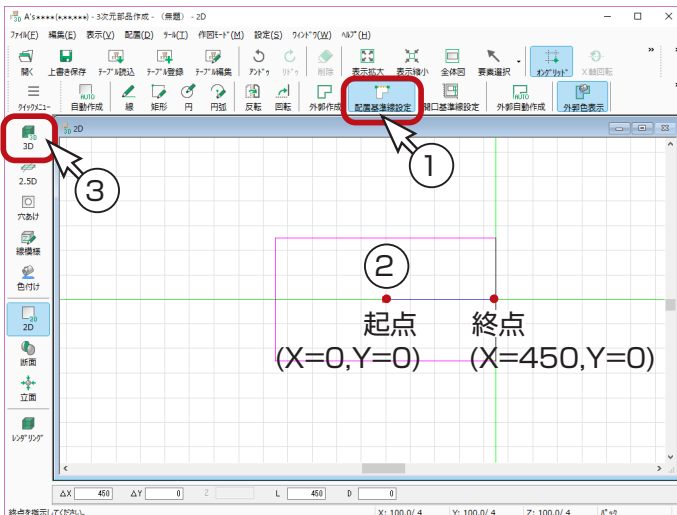 A's****(*.**.***) - 3次元部品作成 - (無題) - 2D
ファイル(F) 編集(E) 表示(V) 配置(D) ツール(T) 作図モード(M) 設定(S) ウィンドウ(W) ヘルプ(H)
開く 上書き保存 テーブル読込 テーブル登録 テーブル編集 アンドゥ リドゥ 削除 表示拡大 表示縮小 全体図 要素選択 オングリッド X軸回転
クイックメニュー 自動作成 線 矩形 円 円弧 反転 回転 外部作成 配置基準線設定 開口基準線設定 外部自動作成 外部色表示
①
3D
③
2.5D
穴あけ
線模様
色付け
2D
断面
立面
レンダリング
2D
②
起点 終点
(X=0,Y=0) (X=450,Y=0)
ΔX 450 ΔY 0 Z L 450 D 0
終点を指示してください。 X: 100.0/ 4 Y: 100.0/ 4 Z: 100.0/ 4 パック